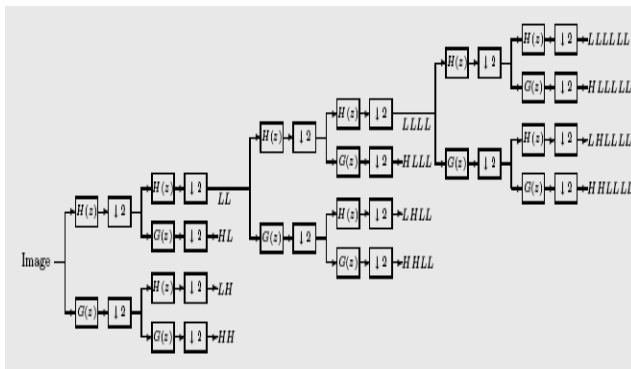 H(z) ↓2 LLLLLL
H(z) ↓2
G(z) ↓2 HLLLLL
H(z) ↓2
LLLL
H(z) ↓2
H(z) ↓2 LHLLLL
G(z) ↓2 HLLL
G(z) ↓2
G(z) ↓2 HHLLLL
H(z) ↓2
LL
H(z) ↓2
H(z) ↓2 LHLL
G(z) ↓2 HL
G(z) ↓2
G(z) ↓2 HHLL
Image
H(z) ↓2 LH
G(z) ↓2
G(z) ↓2 HH